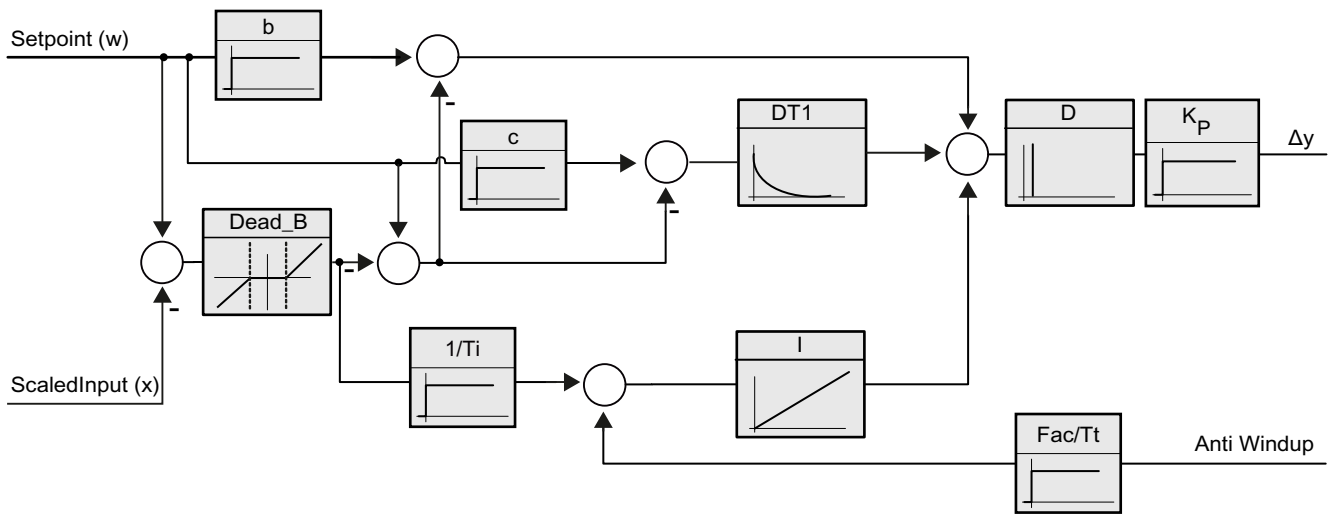 b
Setpoint (w)
-
c
DT1
D
K_P
Δy
-
Dead_B
-
-
ScaledInput (x)
1/Ti
I
Fac/Tt
Anti Windup